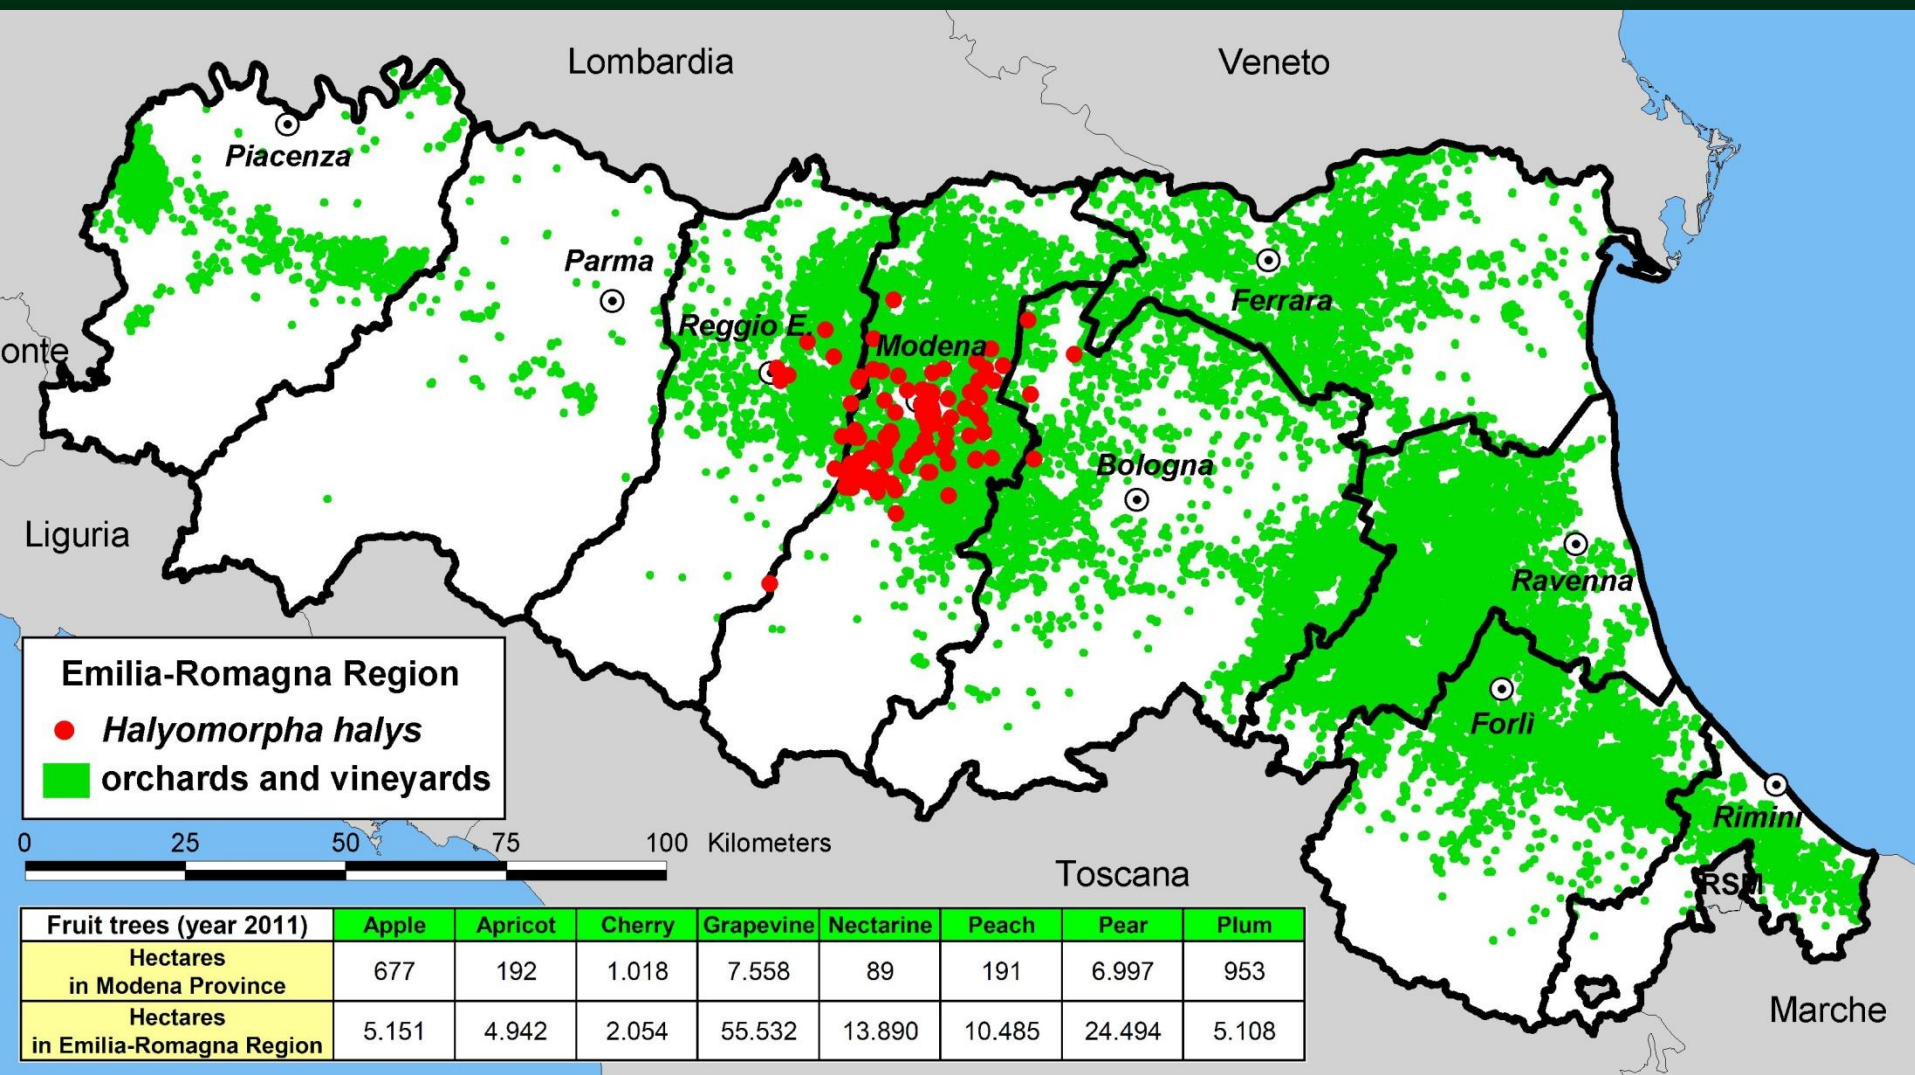 Lombardia
Veneto
Piacenza
Parma
Ferrara
Reggio E.
Modena
onte
Bologna
Liguria
Ravenna
Emilia-Romagna Region
Halyomorpha halys
orchards and vineyards
Forlì
Rimini
0 25 50 75 100 Kilometers
Toscana
RSM
Fruit trees (year 2011) Apple Apricot Cherry Grapevine Nectarine Peach Pear Plum
Hectares
in Modena Province 677 192 1.018 7.558 89 191 6.997 953
Hectares
in Emilia-Romagna Region 5.151 4.942 2.054 55.532 13.890 10.485 24.494 5.108
Marche